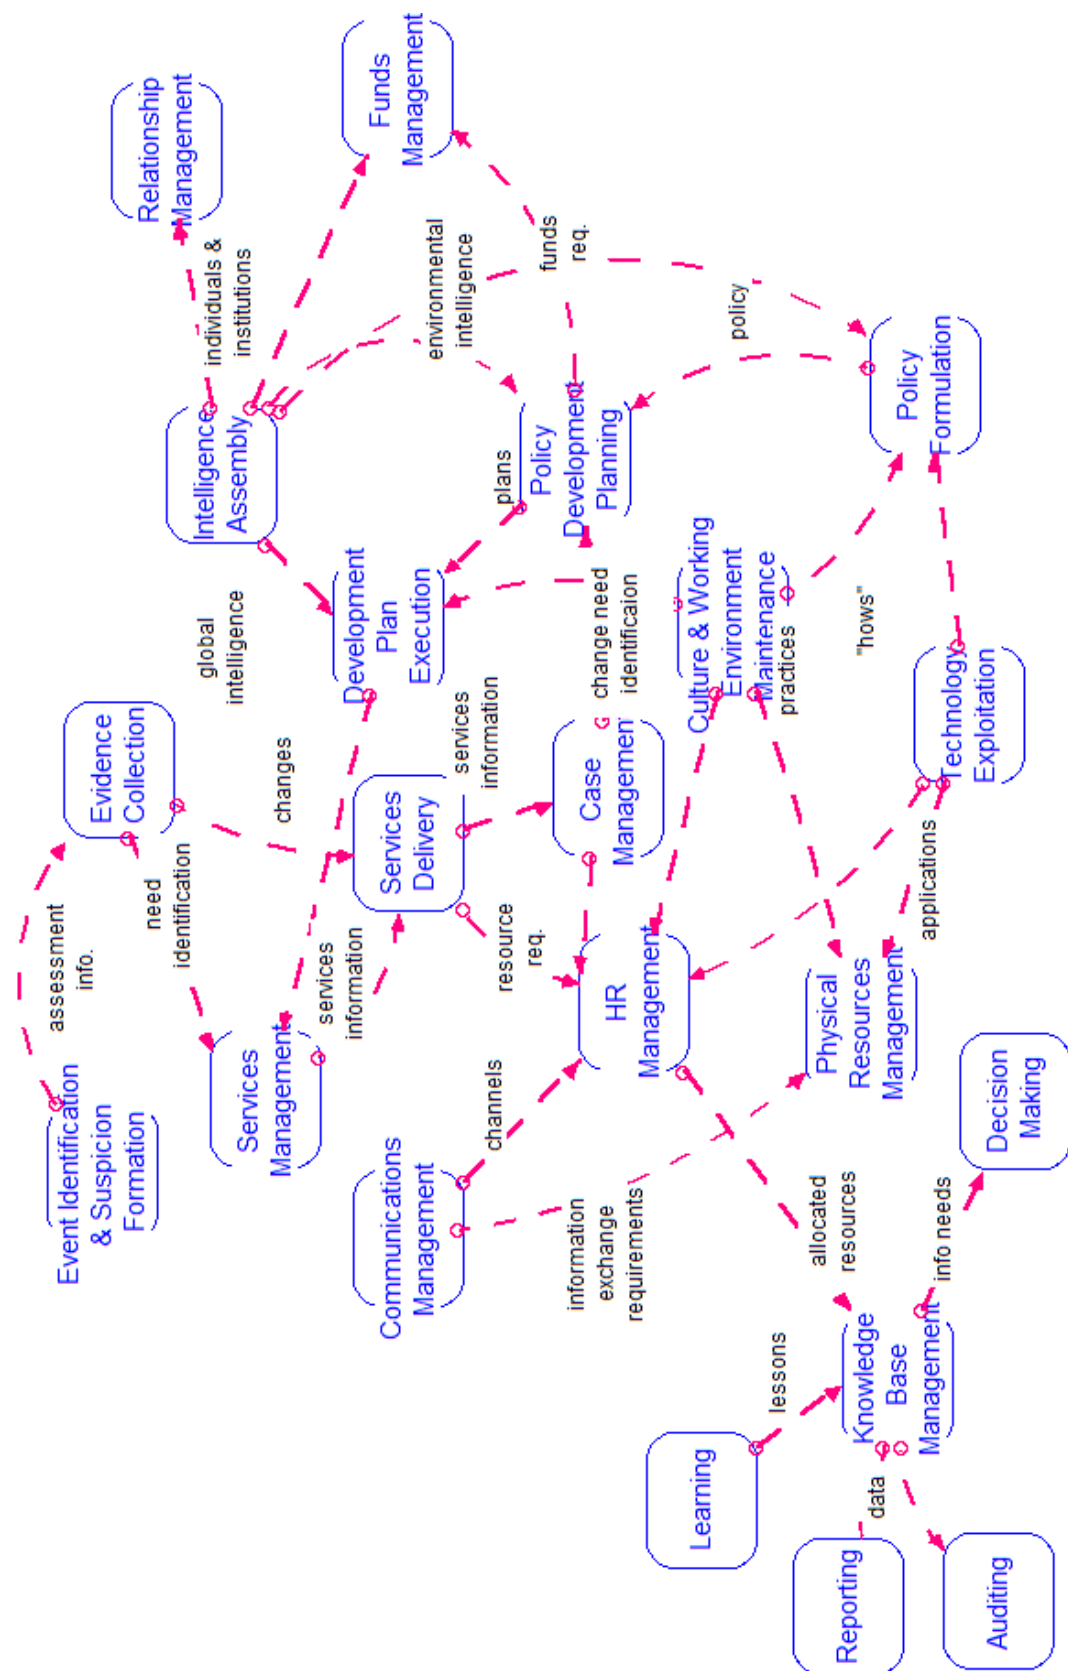 assessment
info.
Event Identification
& Suspicion
Formation
Evidence
Collection
Relationship
Management
need
identification
individuals &
institutions
Services
Management
global
intelligence
changes
Intelligence
Assembly
services
information
Communications
Management
Services
Delivery
Development
Plan
Execution
Funds
Management
environmental
intelligence
services
information
channels
resource
req.
plans
funds
req.
information
exchange
requirements
HR
Management
Case
Management
change need
identificaion
Policy
Development
Planning
Learning
lessons
allocated
resources
Culture & Working
Environment
Maintenance
practices
policy
Physical
Resources
Management
"hows"
Reporting
data
Knowledge
Base
Management
info needs
applications
Policy
Formulation
Technology
Exploitation
Auditing
Decision
Making